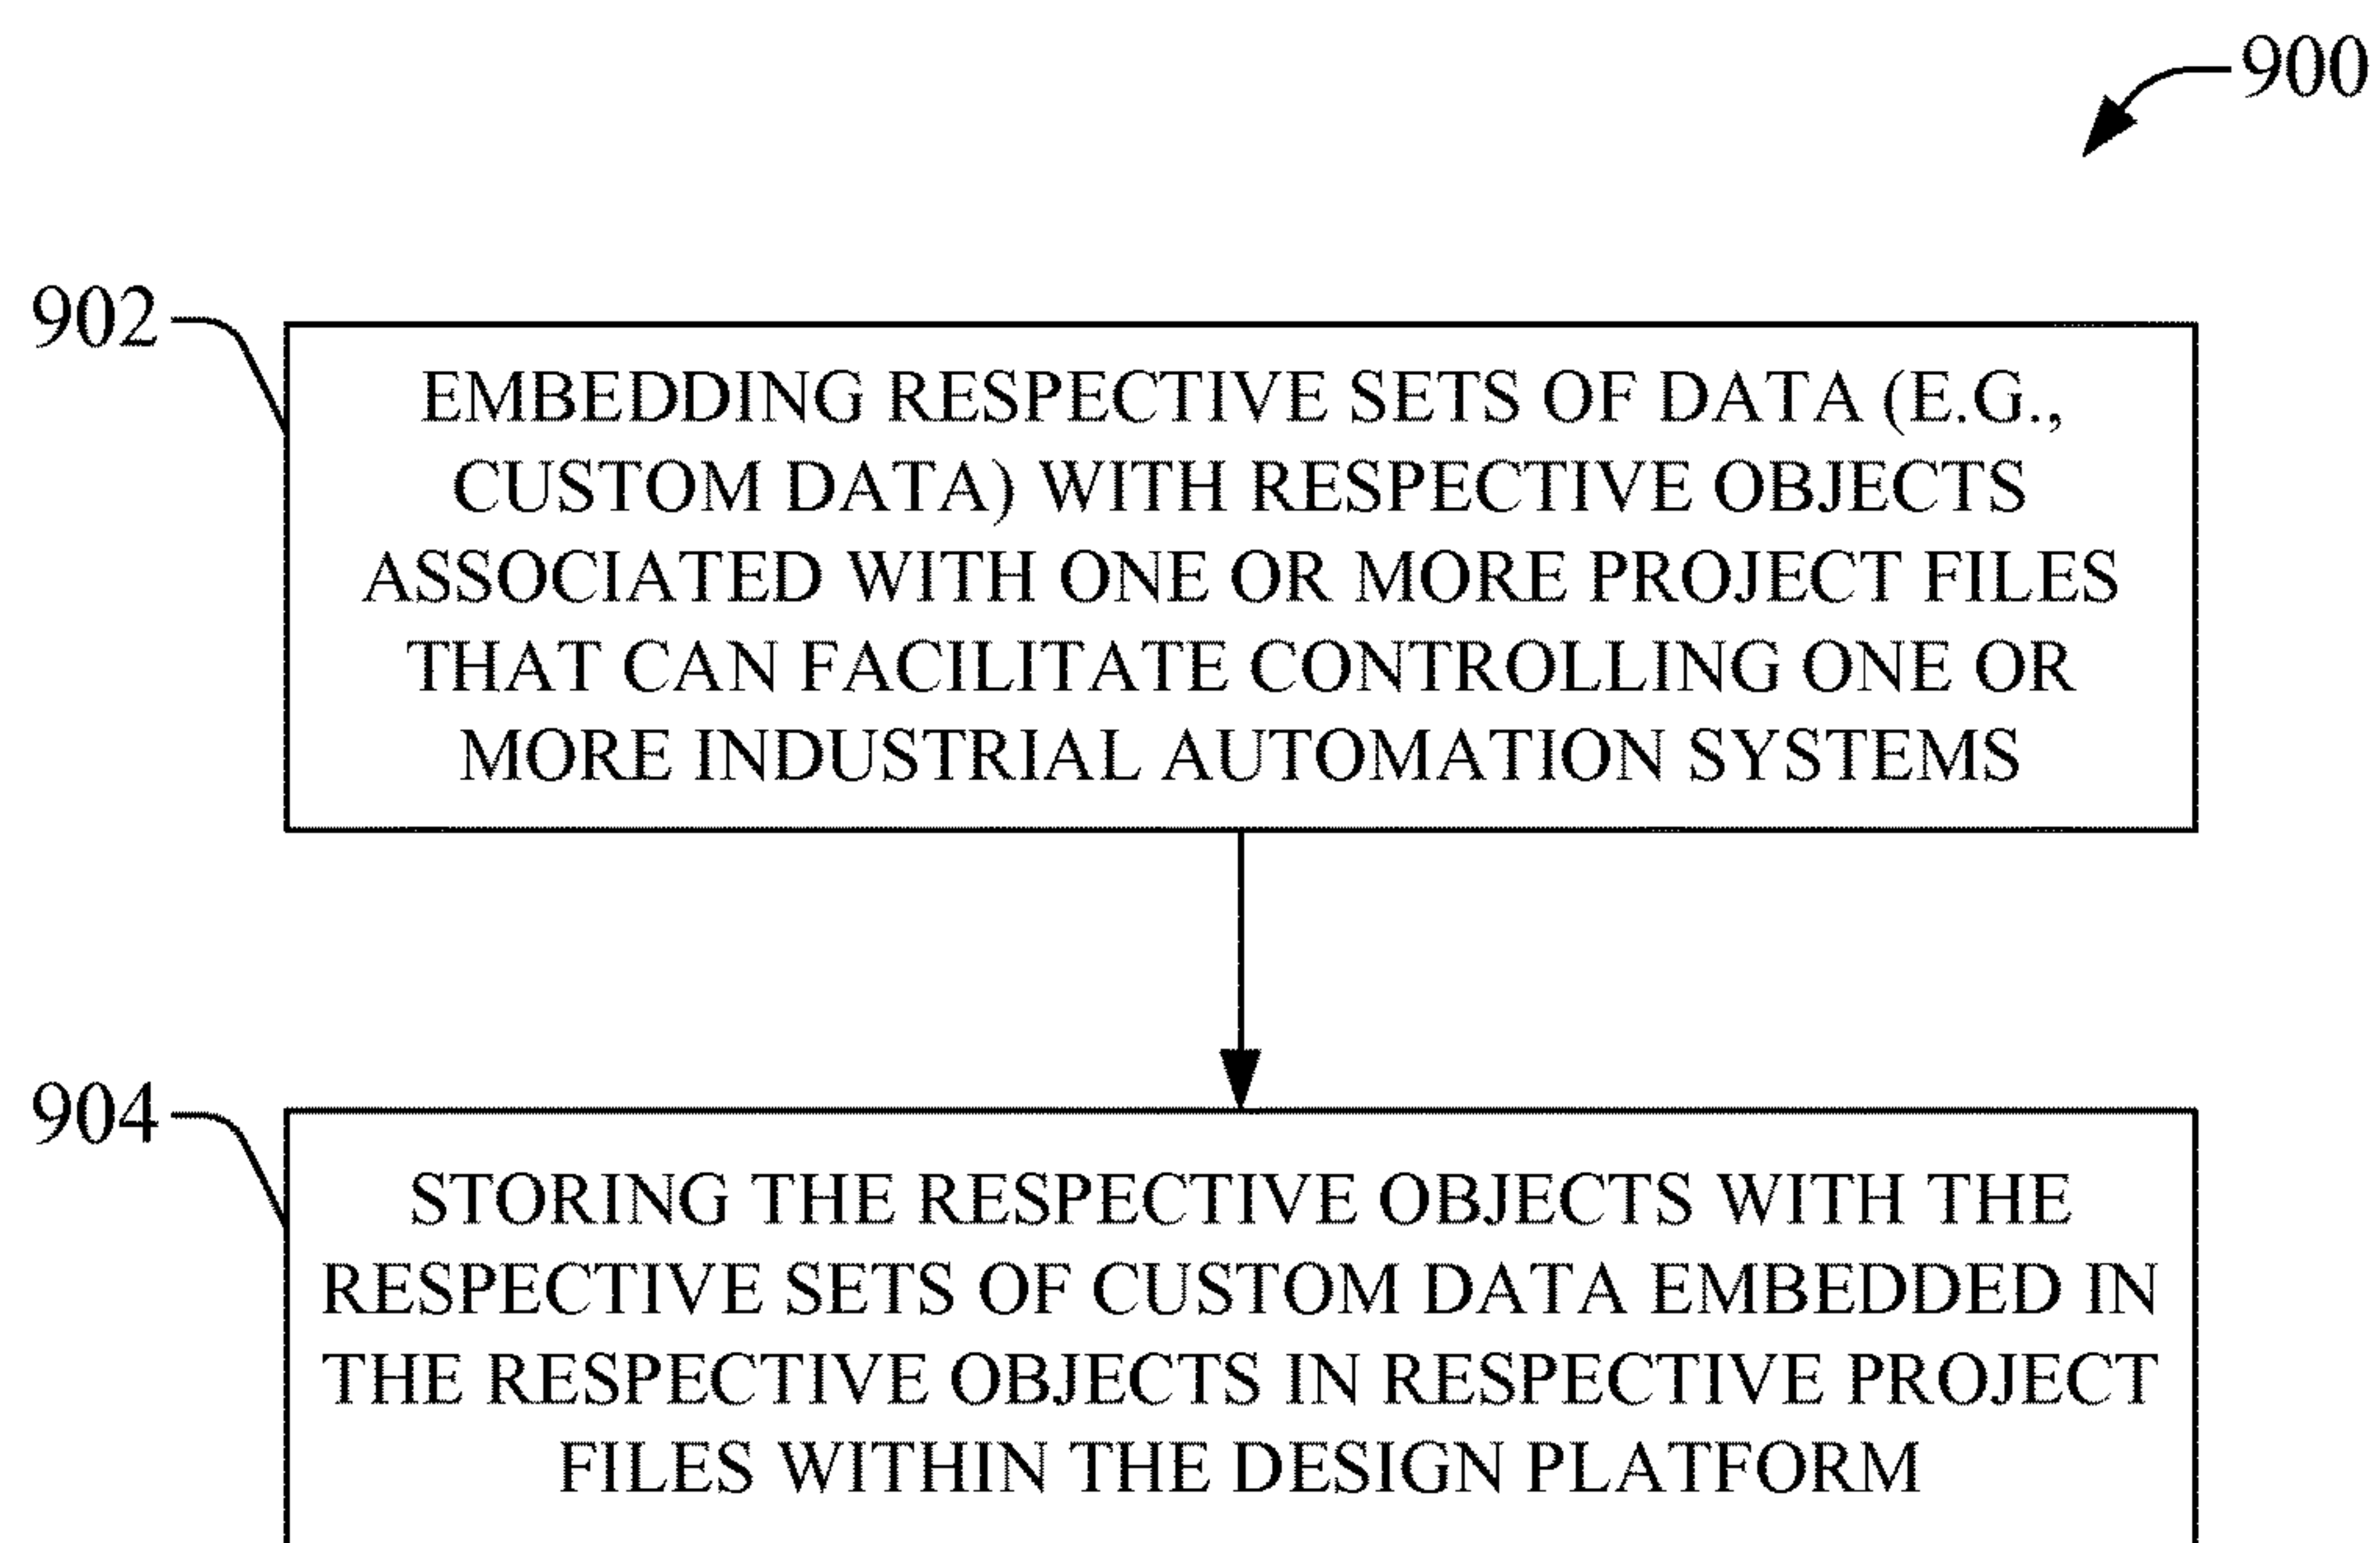 900
902
EMBEDDING RESPECTIVE SETS OF DATA (E.G.,
CUSTOM DATA) WITH RESPECTIVE OBJECTS
ASSOCIATED WITH ONE OR MORE PROJECT FILES
THAT CAN FACILITATE CONTROLLING ONE OR
MORE INDUSTRIAL AUTOMATION SYSTEMS
904
STORING THE RESPECTIVE OBJECTS WITH THE
RESPECTIVE SETS OF CUSTOM DATA EMBEDDED IN
THE RESPECTIVE OBJECTS IN RESPECTIVE PROJECT
FILES WITHIN THE DESIGN PLATFORM